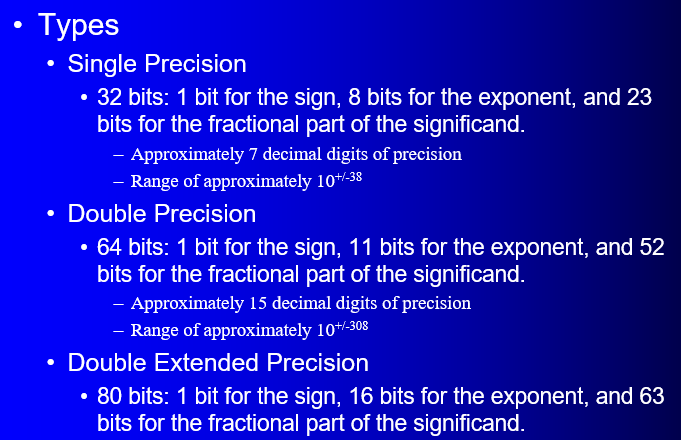 • Types
• Single Precision
• 32 bits: 1 bit for the sign, 8 bits for the exponent, and 23
bits for the fractional part of the significand.
– Approximately 7 decimal digits of precision
– Range of approximately 10+/-38
• Double Precision
• 64 bits: 1 bit for the sign, 11 bits for the exponent, and 52
bits for the fractional part of the significand.
– Approximately 15 decimal digits of precision
– Range of approximately 10+/-308
• Double Extended Precision
• 80 bits: 1 bit for the sign, 16 bits for the exponent, and 63
bits for the fractional part of the significand.